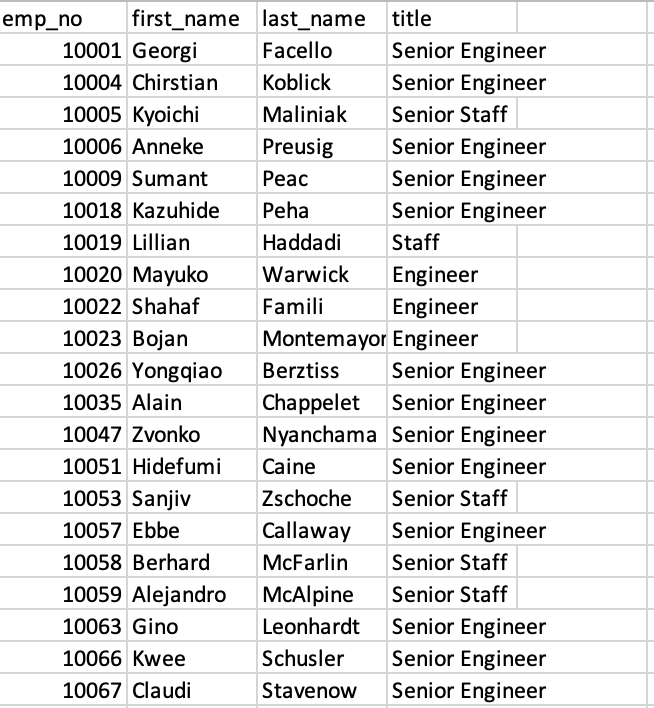 emp_no first_name last_name title
10001 Georgi Facello Senior Engineer
10004 Chirstian Koblick Senior Engineer
10005 Kyoichi Maliniak Senior Staff
10006 Anneke Preusig Senior Engineer
10009 Sumant Peac Senior Engineer
10018 Kazuhide Peha Senior Engineer
10019 Lillian Haddadi Staff
10020 Mayuko Warwick Engineer
10022 Shahaf Famili Engineer
10023 Bojan Montemayor Engineer
10026 Yongqiao Berztiss Senior Engineer
10035 Alain Chappelet Senior Engineer
10047 Zvonko Nyanchama Senior Engineer
10051 Hidefumi Caine Senior Engineer
10053 Sanjiv Zschoche Senior Staff
10057 Ebbe Callaway Senior Engineer
10058 Berhard McFarlin Senior Staff
10059 Alejandro McAlpine Senior Staff
10063 Gino Leonhardt Senior Engineer
10066 Kwee Schusler Senior Engineer
10067 Claudi Stavenow Senior Engineer